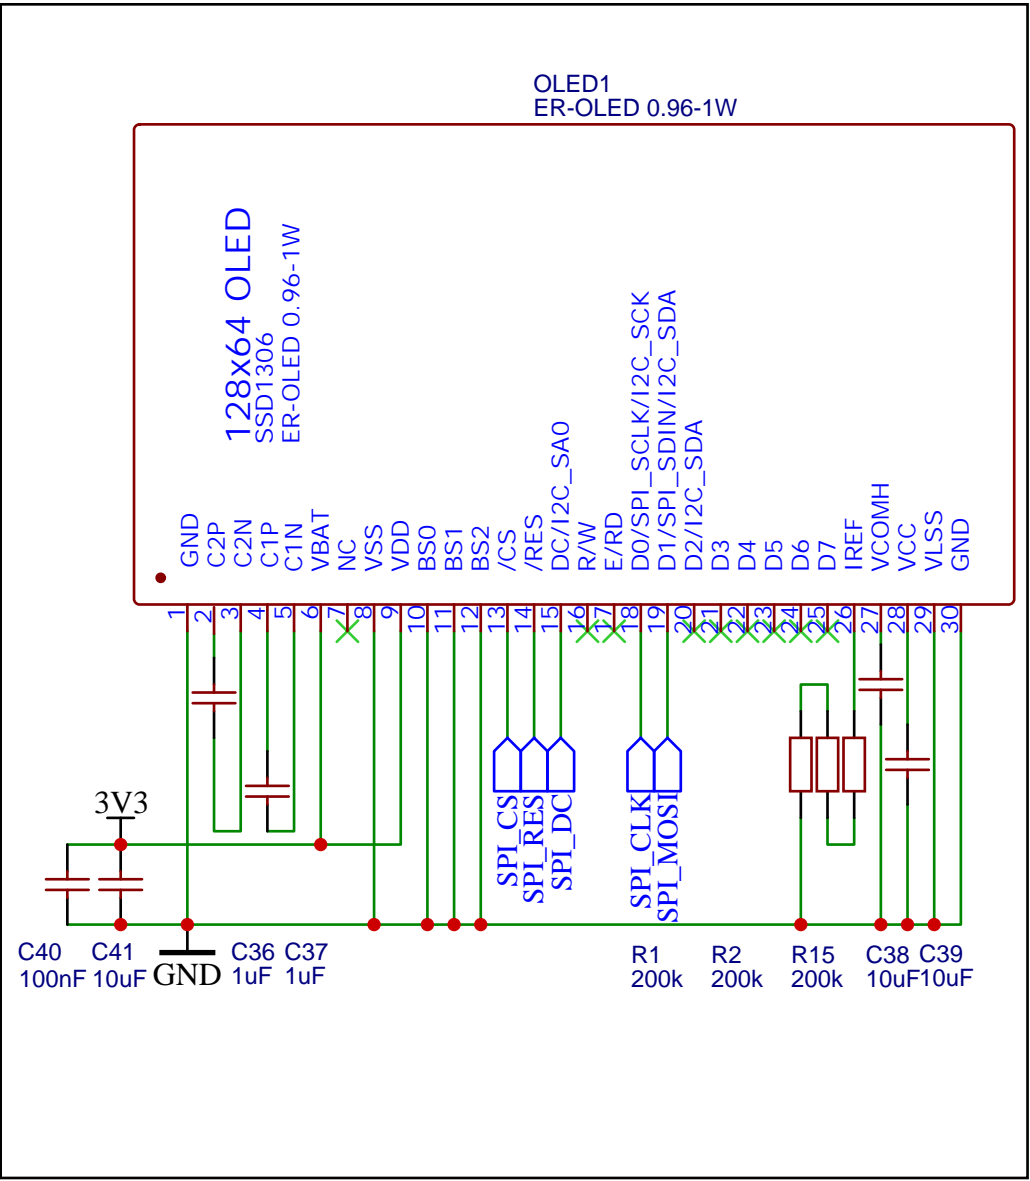 OLED1
ER-OLED 0.96-1W
128x64 OLED
SSD1306
ER-OLED 0.96-1W
GND
C2P
C2N
C1P
C1N
VBAT
NC
VSS
VDD
BS0
BS1
BS2
/CS
/RES
DC/I2C_SA0
R/W
E/RD
D0/SPI_SCLK/I2C_SCK
D1/SPI_SDIN/I2C_SDA
D2/I2C_SDA
D3
D4
D5
D6
D7
IREF
VCOMH
VCC
VLSS
GND
1
2
3
4
5
6
7
8
9
10
11
12
13
14
15
16
17
18
19
20
21
22
23
24
25
26
27
28
29
30
3V3
SPI_CS
SPI_RES
SPI_DC
SPI_CLK
SPI_MOSI
C40
100nF
C41
10uF
GND
C36
1uF
C37
1uF
R1
200k
R2
200k
R15
200k
C38
10uF
C39
10uF